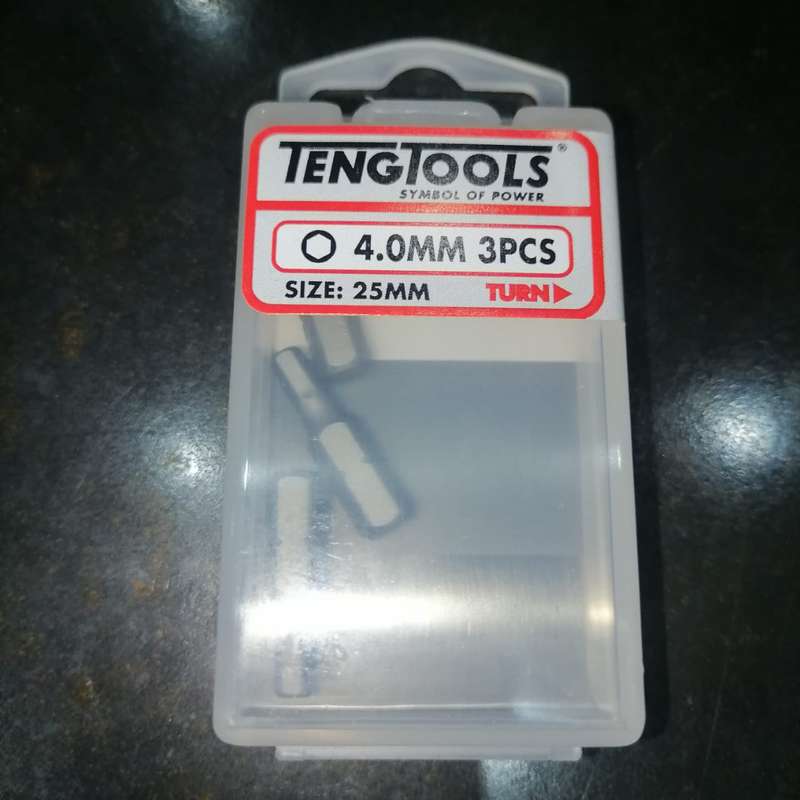 TENGTOOLS®
SYMBOL OF POWER
4.0MM 3PCS
SIZE: 25MM TURN